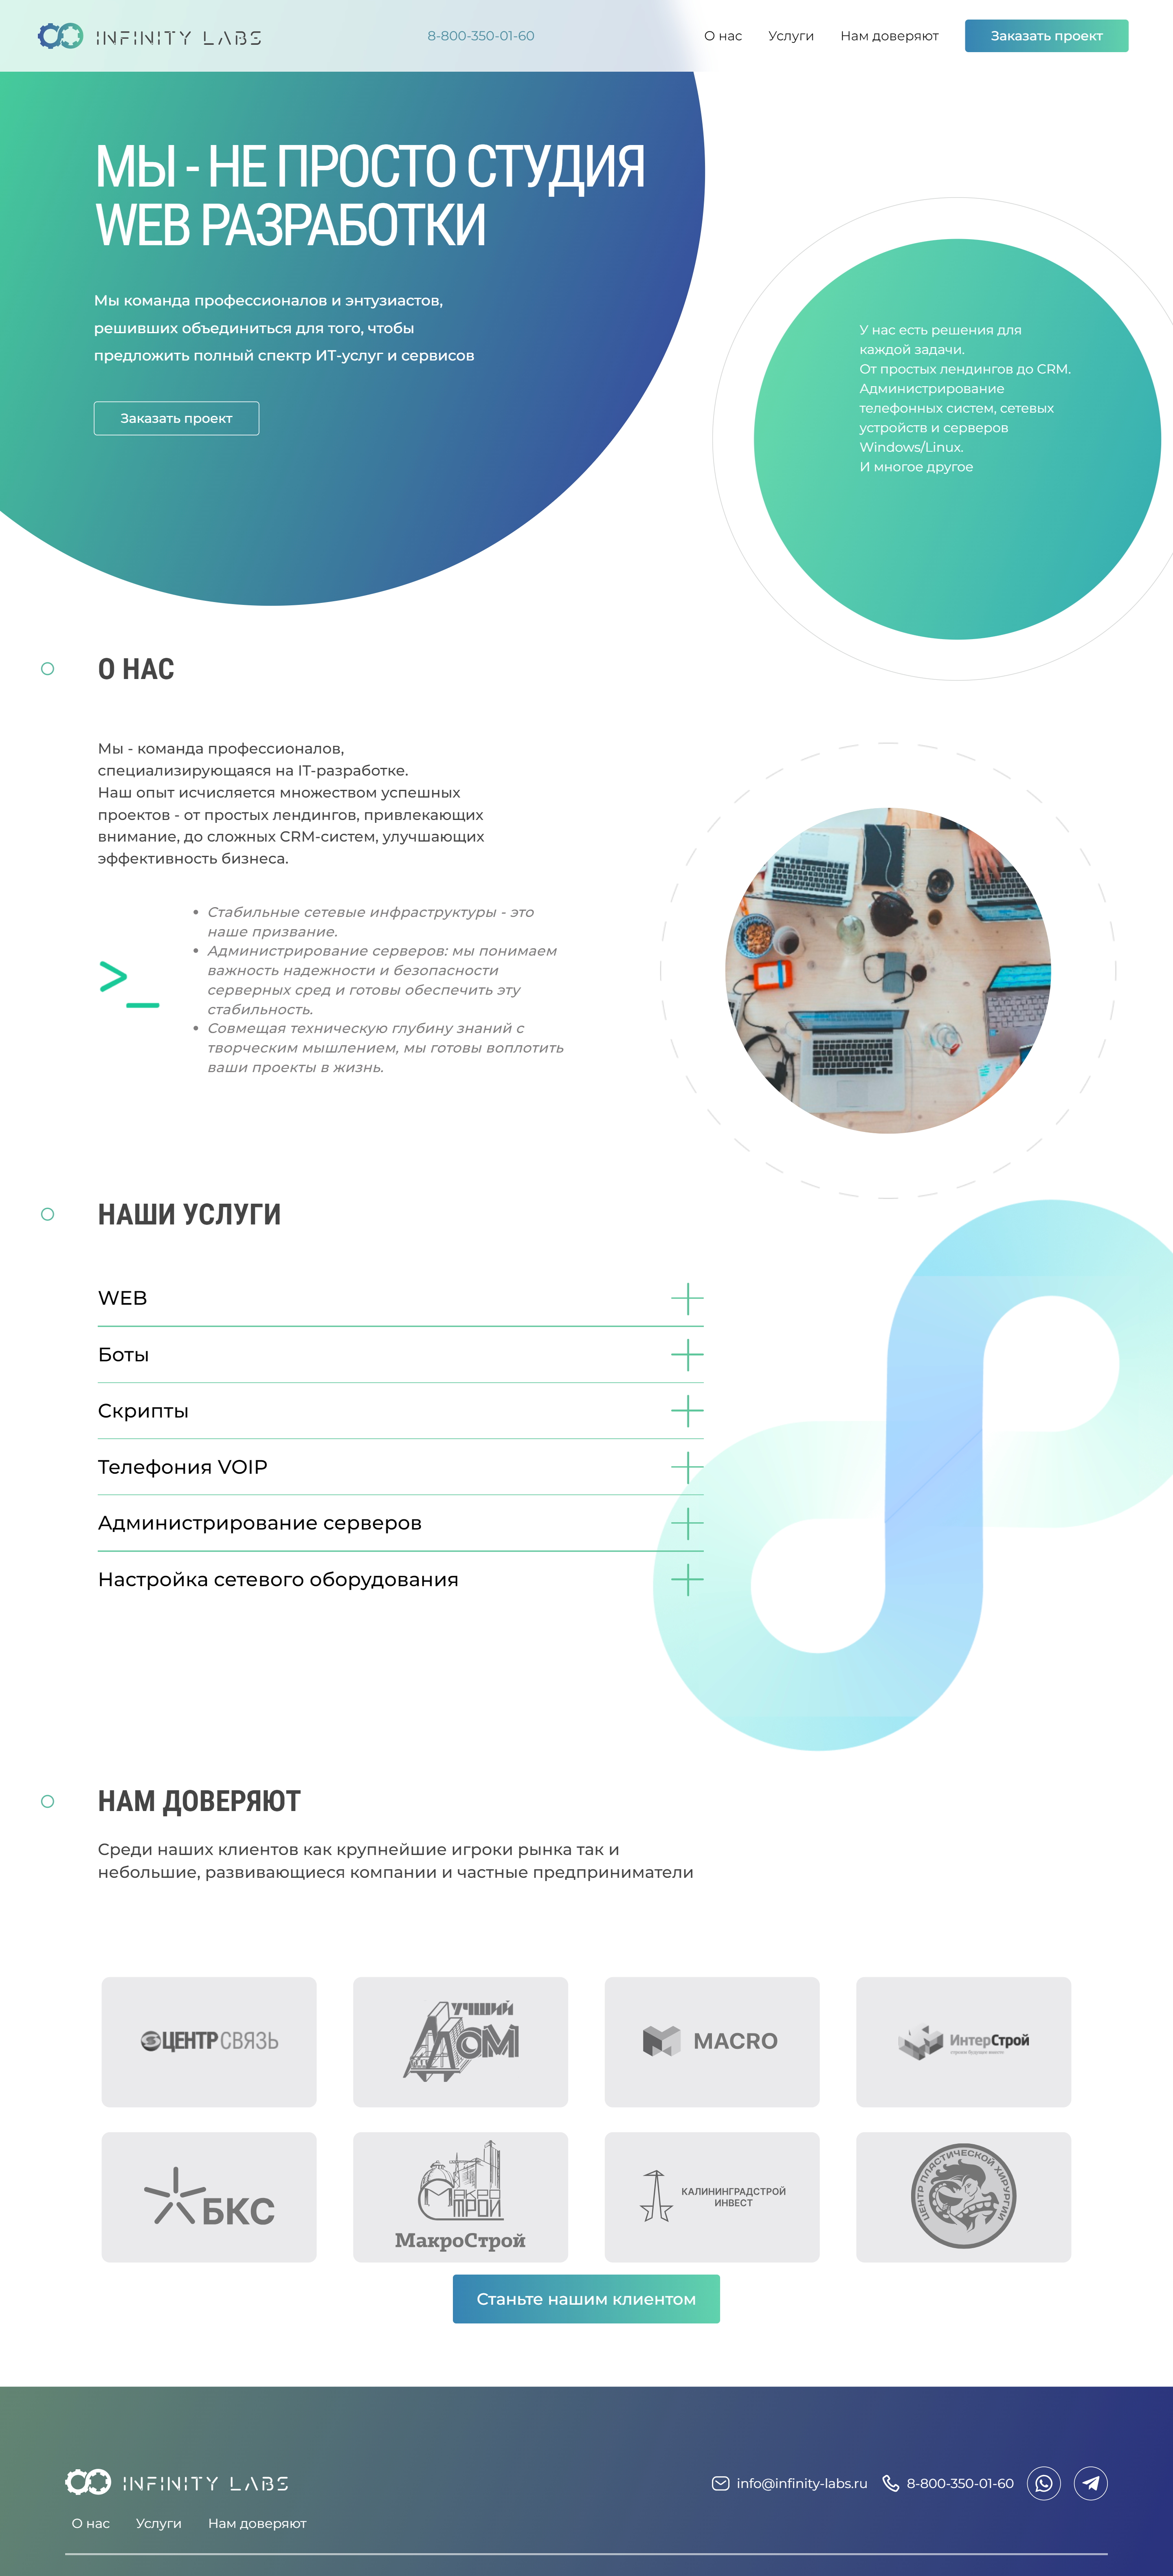 INFINITY LABS
8-800-350-01-60
О нас
Услуги
Нам доверяют
Заказать проект
МЫ - НЕ ПРОСТО СТУДИЯ
WEB РАЗРАБОТКИ
Мы команда профессионалов и энтузиастов,
решивших объединиться для того, чтобы
предложить полный спектр ИТ-услуг и сервисов
Заказать проект
У нас есть решения для
каждой задачи.
От простых лендингов до CRM.
Администрирование
телефонных систем, сетевых
устройств и серверов
Windows/Linux.
И многое другое
О НАС
Мы - команда профессионалов,
специализирующаяся на IT-разработке.
Наш опыт исчисляется множеством успешных
проектов - от простых лендингов, привлекающих
внимание, до сложных CRM-систем, улучшающих
эффективность бизнеса.
>_
• Стабильные сетевые инфраструктуры - это
наше призвание.
• Администрирование серверов: мы понимаем
важность надежности и безопасности
серверных сред и готовы обеспечить эту
стабильность.
• Совмещая техническую глубину знаний с
творческим мышлением, мы готовы воплотить
ваши проекты в жизнь.
НАШИ УСЛУГИ
WEB
Боты
Скрипты
Телефония VOIP
Администрирование серверов
Настройка сетевого оборудования
НАМ ДОВЕРЯЮТ
Среди наших клиентов как крупнейшие игроки рынка так и
небольшие, развивающиеся компании и частные предприниматели
ЦЕНТРСВЯЗЬ
лУЧШИЙ
ДОМ
MACRO
ИнтерСтрой
строим будущее вместе
БКС
МАКРО
СТРОЙ
МакроСтрой
КАЛИНИНГРАДСТРОЙ
ИНВЕСТ
ЦЕНТР ПЛАСТИЧЕСКОЙ ХИРУРГИИ
Станьте нашим клиентом
INFINITY LABS
info@infinity-labs.ru
8-800-350-01-60
О нас
Услуги
Нам доверяют